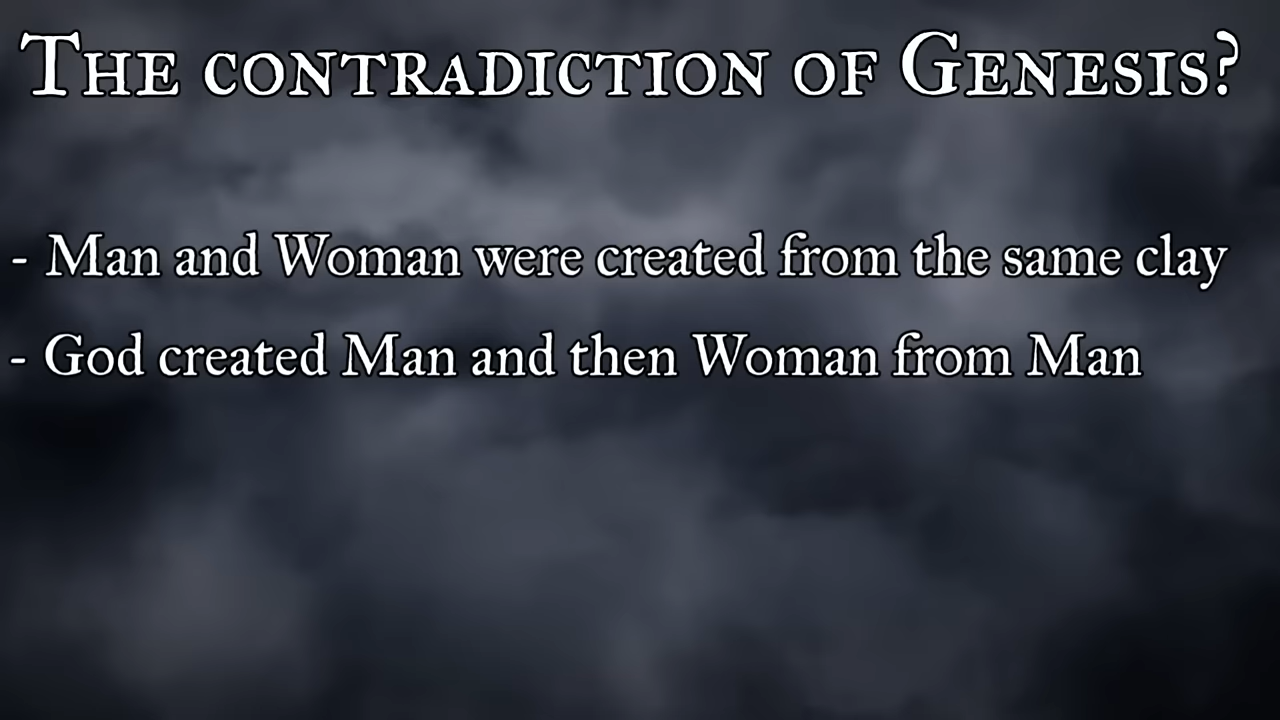 The contradiction of Genesis?
- Man and Woman were created from the same clay
- God created Man and then Woman from Man